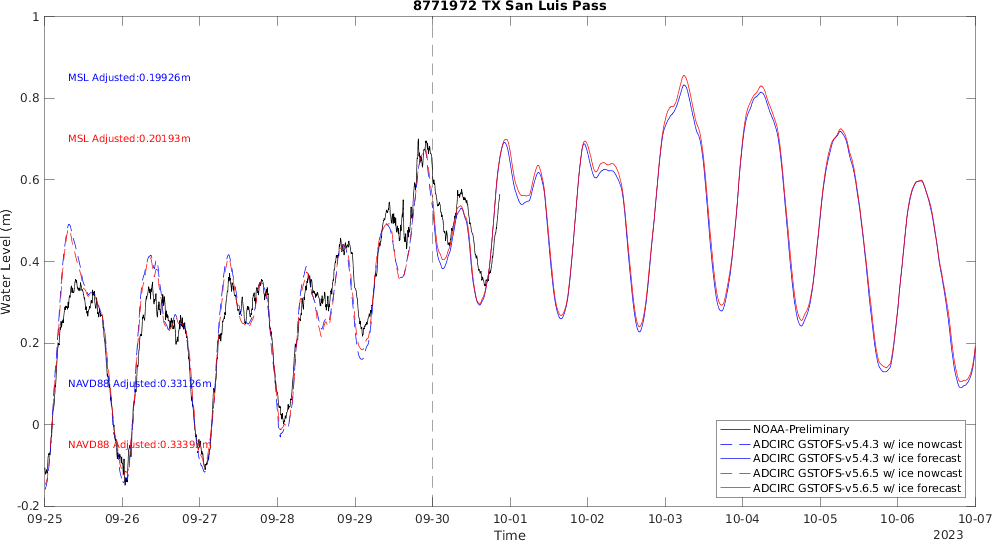 8771972 TX San Luis Pass
1
0.8
0.6
0.4
0.2
0
-0.2
Water Level (m)
MSL Adjusted:0.19926m
MSL Adjusted:0.20193m
NAVD88 Adjusted:0.33126m
NAVD88 Adjusted:0.33393m
NOAA-Preliminary
ADCIRC GSTOFS-v5.4.3 w/ ice nowcast
ADCIRC GSTOFS-v5.4.3 w/ ice forecast
ADCIRC GSTOFS-v5.6.5 w/ ice nowcast
ADCIRC GSTOFS-v5.6.5 w/ ice forecast
09-25 09-26 09-27 09-28 09-29 09-30 10-01 10-02 10-03 10-04 10-05 10-06 10-07
Time
2023